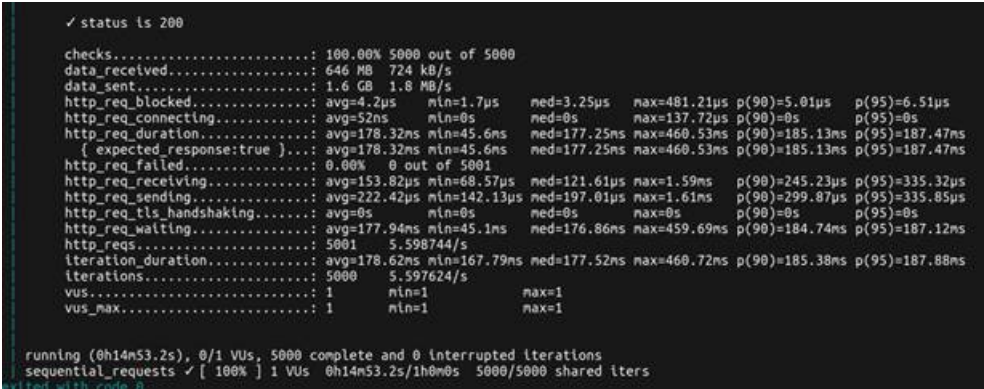 ✓ status is 200
checks.........................: 100.00% 5000 out of 5000
data_received..................: 646 MB 724 kB/s
data_sent......................: 1.6 GB 1.8 MB/s
http_req_blocked...............: avg=4.2µs min=1.7µs med=3.25µs max=481.21µs p(90)=5.01µs p(95)=6.51µs
http_req_connecting............: avg=52ns min=0s med=0s max=137.72µs p(90)=0s p(95)=0s
http_req_duration..............: avg=178.32ms min=45.6ms med=177.25ms max=460.53ms p(90)=185.13ms p(95)=187.47ms
{ expected_response:true }...: avg=178.32ms min=45.6ms med=177.25ms max=460.53ms p(90)=185.13ms p(95)=187.47ms
http_req_failed................: 0.00% 0 out of 5001
http_req_receiving.............: avg=153.82µs min=68.57µs med=121.61µs max=1.59ms p(90)=245.23µs p(95)=335.32µs
http_req_sending...............: avg=222.42µs min=142.13µs med=197.01µs max=1.61ms p(90)=299.87µs p(95)=335.85µs
http_req_tls_handshaking.......: avg=0s min=0s med=0s max=0s p(90)=0s p(95)=0s
http_req_waiting...............: avg=177.94ms min=45.1ms med=176.86ms max=459.69ms p(90)=184.74ms p(95)=187.12ms
http_reqs......................: 5001 5.598744/s
iteration_duration.............: avg=178.62ms min=167.79ms med=177.52ms max=460.72ms p(90)=185.38ms p(95)=187.88ms
iterations.....................: 5000 5.597624/s
vus............................: 1 min=1 max=1
vus_max........................: 1 min=1 max=1
running (0h14m53.2s), 0/1 VUs, 5000 complete and 0 interrupted iterations
sequential_requests ✓ [ 100% ] 1 VUs 0h14m53.2s/1h0m0s 5000/5000 shared iters
exited with code 0